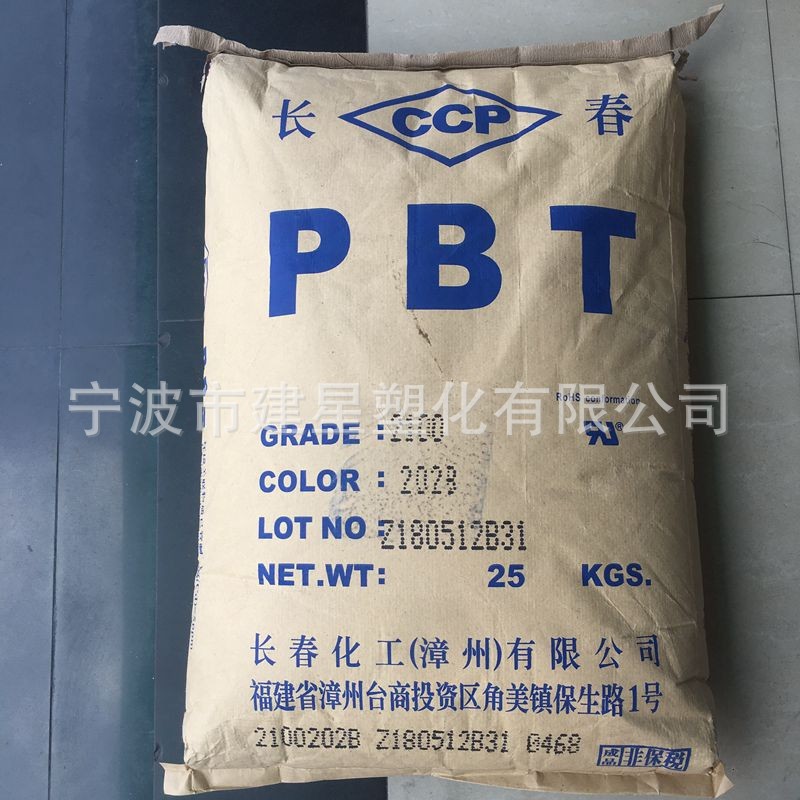 长 CCP 春
PBT
宁波市建星塑化有限公司
RoHS conformation
GRADE : 2100
COLOR : 202B
LOT NO : Z180512B31
NET.WT: 25 KGS.
长春化工(漳州)有限公司
福建省漳州台商投资区角美镇保生路1号
2100202B Z180512B31 0468
非保税